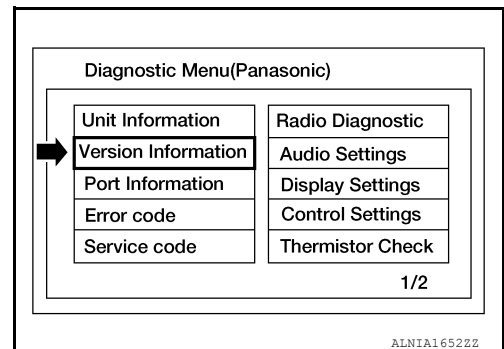 Diagnostic Menu(Panasonic)
Unit Information
Version Information
Port Information
Error code
Service code
Radio Diagnostic
Audio Settings
Display Settings
Control Settings
Thermistor Check
1/2
ALNIA1652ZZ